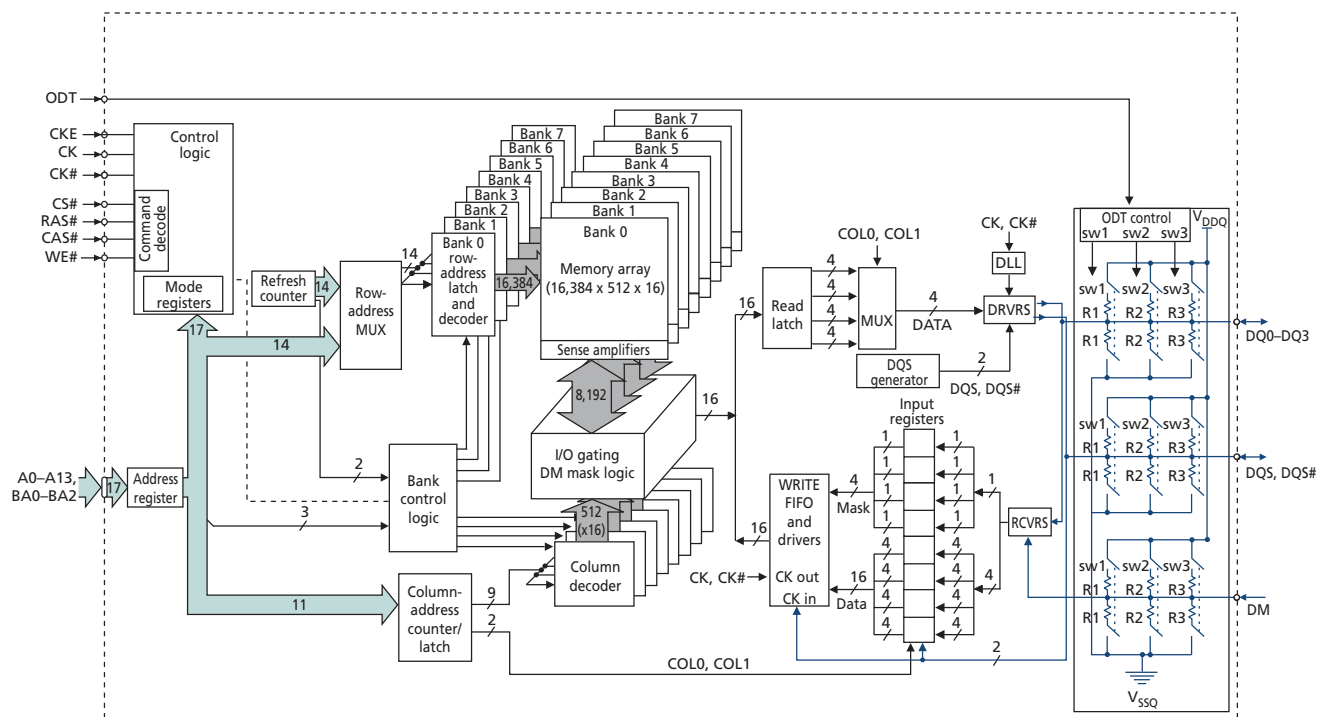 ODT
CKE
CK
CK#
CS#
RAS#
CAS#
WE#
Control
logic
Command
decode
Mode
registers
17
Refresh
counter
14
14
Row-
address
MUX
14
Bank 7
Bank 6
Bank 5
Bank 4
Bank 3
Bank 2
Bank 1
Bank 0
row-
address
latch
and
decoder
16,384
Bank 7
Bank 6
Bank 5
Bank 4
Bank 3
Bank 2
Bank 1
Bank 0
Memory array
(16,384 x 512 x 16)
Sense amplifiers
8,192
16
I/O gating
DM mask logic
512
(x16)
Column
decoder
A0–A13,
BA0–BA2
17
Address
register
2
3
Bank
control
logic
11
Column-
address
counter/
latch
9
2
COL0, COL1
16
Read
latch
4
4
4
4
COL0, COL1
MUX
4
DATA
CK, CK#
DLL
DRVRS
DQS
generator
2
DQS, DQS#
Input
registers
16
WRITE
FIFO
and
drivers
CK out
CK in
CK, CK#
4
Mask
16
Data
1
1
1
1
4
4
4
4
1
1
1
1
4
4
4
4
1
4
RCVRS
2
ODT control
sw1
sw2
sw3
VDDQ
sw1
sw2
sw3
R1
R2
R3
R1
R2
R3
DQ0–DQ3
sw1
sw2
sw3
R1
R2
R3
R1
R2
R3
DQS, DQS#
sw1
sw2
sw3
R1
R2
R3
R1
R2
R3
DM
VSSQ